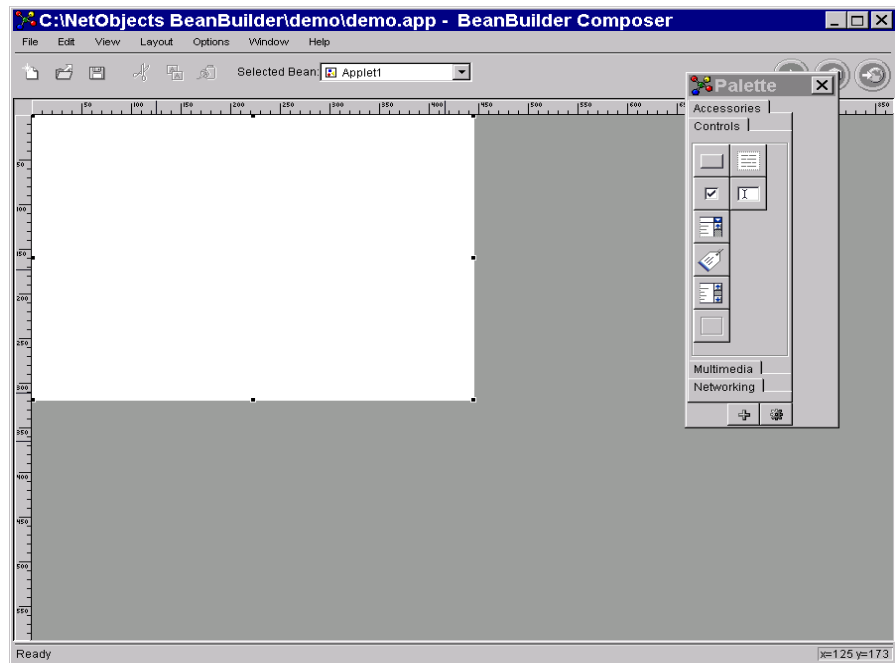 C:\NetObjects BeanBuilder\demo\demo.app - BeanBuilder Composer
File Edit View Layout Options Window Help
Selected Bean: Applet1
Palette
Accessories
Controls
Multimedia
Networking
50 100 150 200 250 300 350 400 450 500 550 600 850
50
100
150
200
250
300
350
400
450
500
550
Ready
x=125 y=173